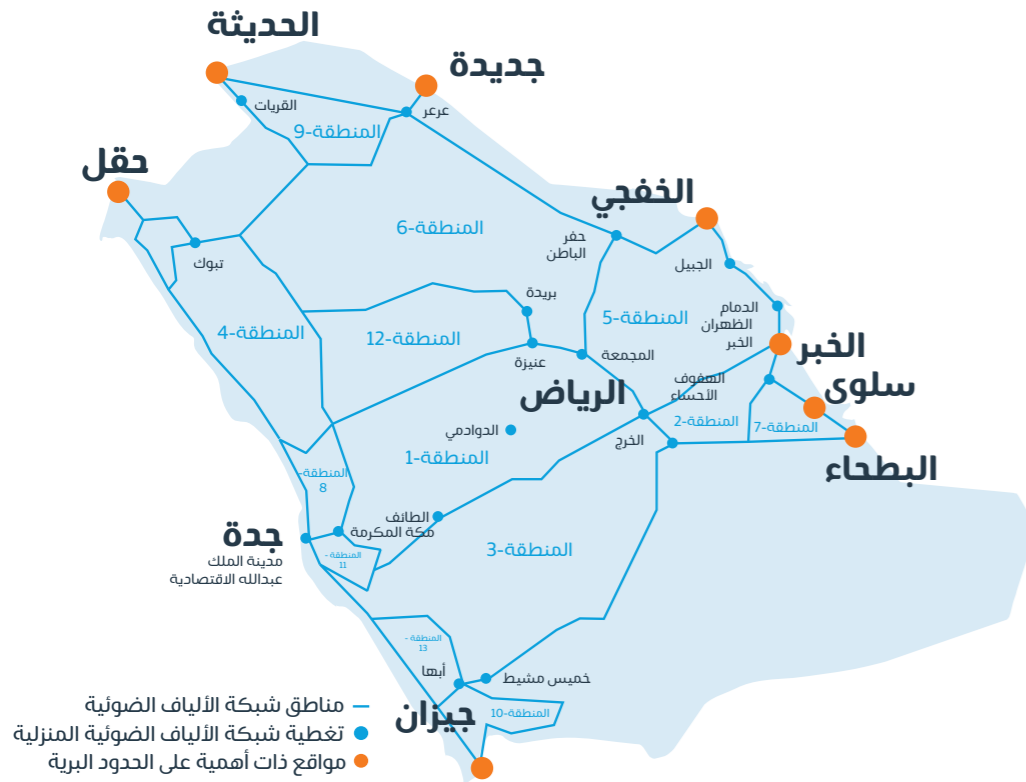 الحديثة
جديدة
القريات
عرعر
المنطقة-9
حقل
الخفجي
المنطقة-6
حفر
الباطن
تبوك
الجبيل
بريدة
الدمام
الظهران
الخبر
المنطقة-5
المنطقة-4
المنطقة-12
عنيزة
المجمعة
الخبر
سلوى
الهفوف
الأحساء
الرياض
المنطقة-2
المنطقة-7
الدوادمي
الخرج
المنطقة-1
البطحاء
المنطقة-
8
الطائف
مكة المكرمة
جدة
مدينة الملك
عبدالله الاقتصادية
المنطقة -
11
المنطقة-3
المنطقة -
13
أبها
خميس مشيط
جيزان
المنطقة-10
مناطق شبكة الألياف الضوئية
تغطية شبكة الألياف الضوئية المنزلية
مواقع ذات أهمية على الحدود البرية